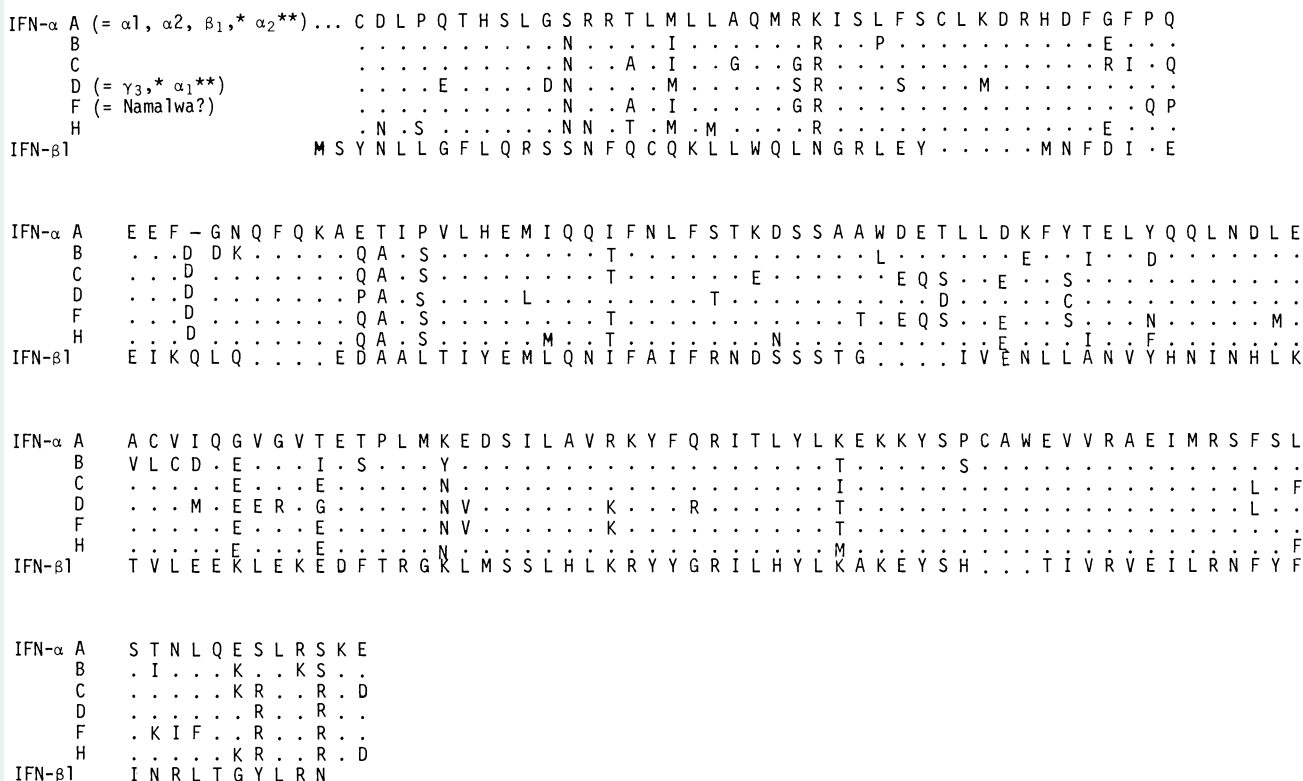 IFN-α A (= α1, α2, β₁,* α₂**)... C D L P Q T H S L G S R R T L M L L A Q M R K I S L F S C L K D R H D F G F P Q
B . . . . . . . . . . N . . . . I . . . . . . R . . P . . . . . . . . . . E . . .
C . . . . . . . . . . N . . A . I . . G . . G R . . . . . . . . . . . . . R I . Q
D (= γ₃,* α₁**) . . . . E . . . . D N . . . . M . . . . . S R . . . S . . . M . . . . . . . . .
F (= Namalwa?) . . . . . . . . . . N . . A . I . . . . . G R . . . . . . . . . . . . . . . Q P
H . N . S . . . . . . N N . T . M . L . . . . R . . . . . . . . . . . . . E . . .
IFN-β1 M S Y N L L G F L Q R S S N F Q C Q K L L W Q L N G R L E Y . . . . . M N F D I . E
IFN-α A E E F - G N Q F Q K A E T I P V L H E M I Q Q I F N L F S T K D S S A A W D E T L L D K F Y T E L Y Q Q L N D L E
B . . . D D K . . . . . Q A . S . . . . . . . . T . . . . . . . . . . . . L . . . . . . E . . I . . D . . . . . . .
C . . . D . . . . . . . Q A . S . . . . . . . . T . . . . . . E . . . . . . E Q S . . E . . S . . . . . . . . . . .
D . . . D . . . . . . . P A . S . . . . L . . . . . . . . T . . . . . . . . . . D . . . . . C . . . . . . . . . . .
F . . . D . . . . . . . Q A . S . . . . . . . . T . . . . . . . . . . . T . E Q S . . E . . S . . . N . . . . . M .
H . . . D . . . . . . . Q A . S . . . . . M . . T . . . . . . . N . . . . . . . . . . E . . . I . . F . . . . . . .
IFN-β1 E I K Q L Q . . . . E D A A L T I Y E M L Q N I F A I F R N D S S S T G . . . . I V E N L L A N V Y H N I N H L K
IFN-α A A C V I Q G V G V T E T P L M K E D S I L A V R K Y F Q R I T L Y L K E K K Y S P C A W E V V R A E I M R S F S L
B V L C D . E . . . I . S . . . Y . . . . . . . . . . . . . . . . . . T . . . . . S . . . . . . . . . . . . . . . .
C . . . . . E . . . E . . . . . N . . . . . . . . . . . . . . . . . . I . . . . . . . . . . . . . . . . . . . L . F
D . . . M . E E R . G . . . . . N V . . . . . . K . . . R . . . . . . T . . . . . . . . . . . . . . . . . . . L . .
F . . . . . E . . . E . . . . . N V . . . . . . K . . . . . . . . . . T . . . . . . . . . . . . . . . . . . . . . .
H . . . . . E . . . E . . . . . N . . . . . . . . . . . . . . . . . . M . . . . . . . . . . . . . . . . . . . . . F
IFN-β1 T V L E E K L E K E D F T R G K L M S S L H L K R Y Y G R I L H Y L K A K E Y S H . . . T I V R V E I L R N F Y F
IFN-α A S T N L Q E S L R S K E
B . I . . . K . . K S . .
C . . . . . K R . . R . D
D . . . . . . R . . R . .
F . K I F . . R . . R . .
H . . . . . K R . . R . D
IFN-β1 I N R L T G Y L R N